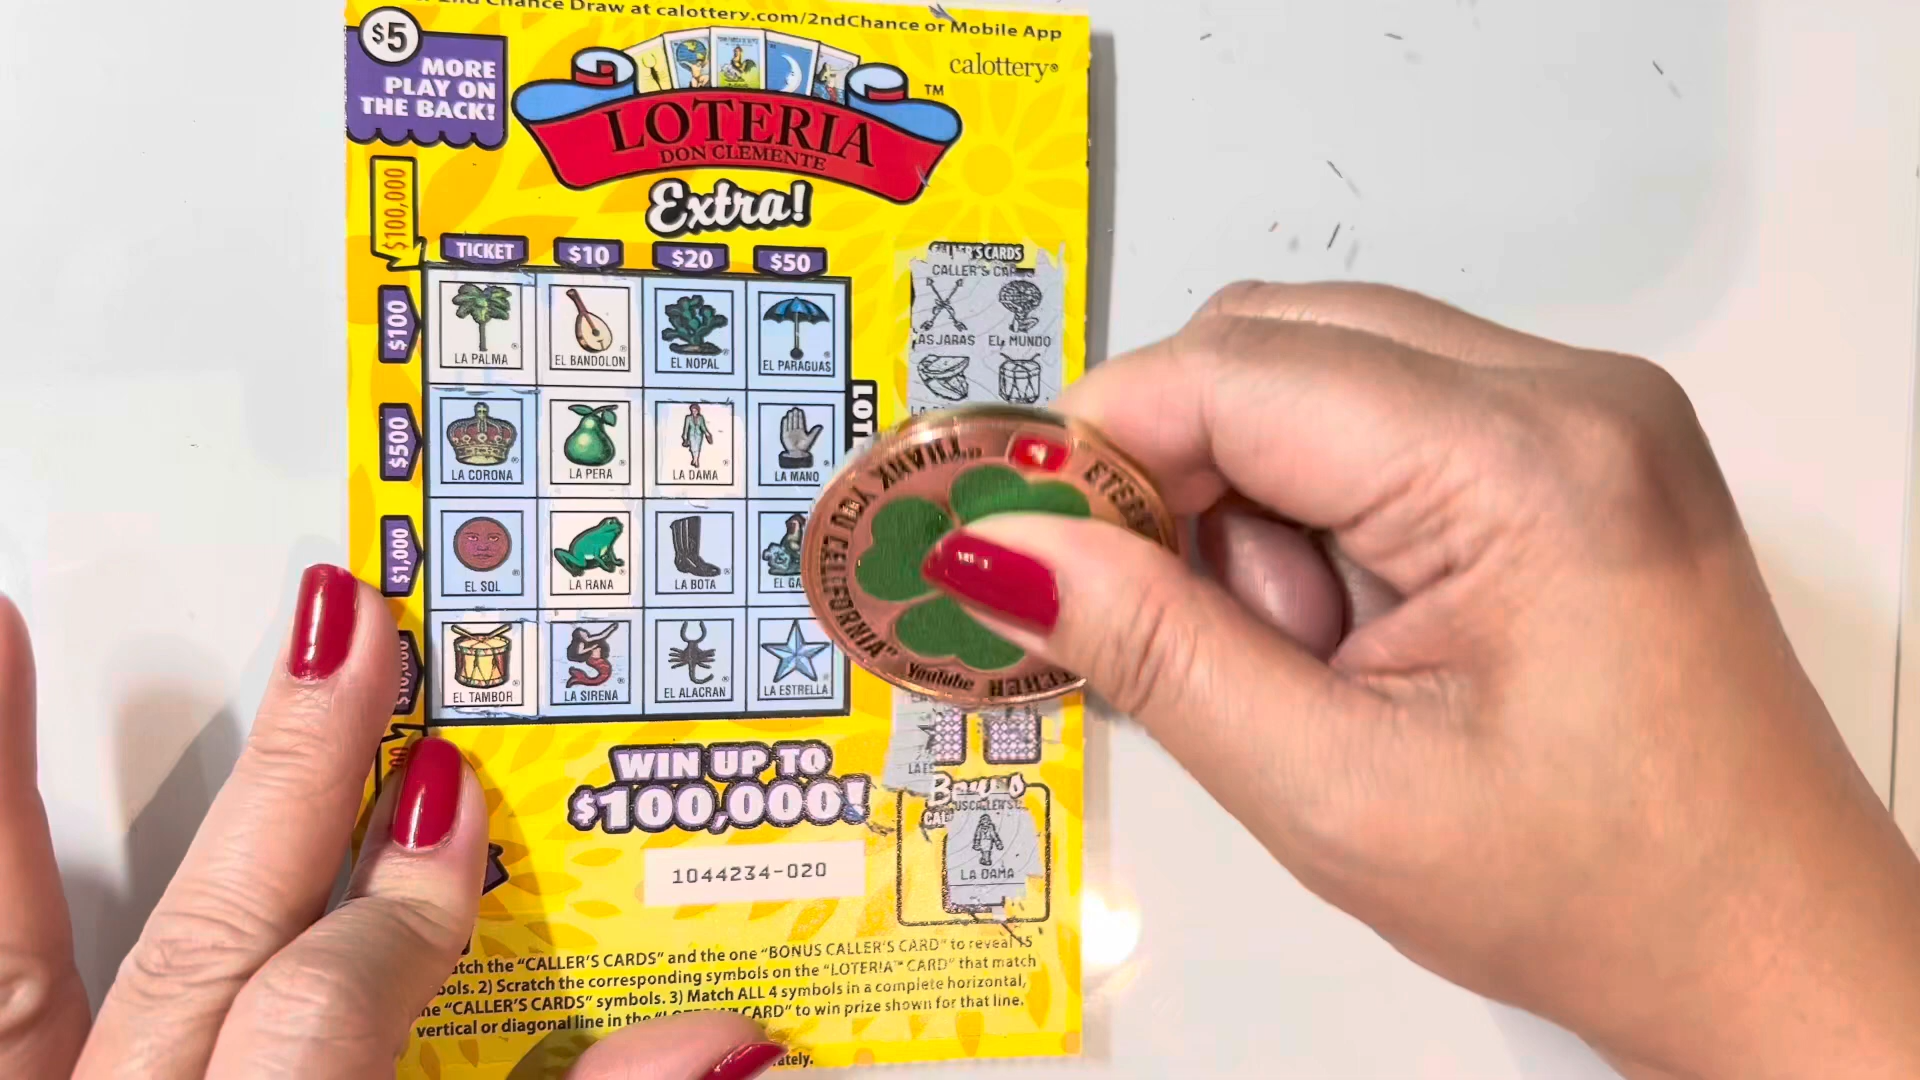 2nd Chance Draw at calottery.com/2ndChance or Mobile App
$5
MORE
PLAY ON
THE BACK!
calottery®
LOTERIA
™
DON CLEMENTE
Extra!
$100,000
TICKET $10 $20 $50
$100
$500
$1,000
$10,000
LA PALMA EL BANDOLON EL NOPAL EL PARAGUAS
LA CORONA LA PERA LA DAMA LA MANO
EL SOL LA RANA LA BOTA EL
EL TAMBOR LA SIRENA EL ALACRAN LA ESTRELLA
CALLER'S CARDS
CALLER'S
EL MUNDO
CALIFORNIA"
YouTube
WIN UP TO
$100,000!
1044234-020
Bonus
LA DAMA
the "CALLER'S CARDS" and the one "BONUS CALLER'S CARD" to reveal 15
2) Scratch the corresponding symbols on the "LOTERIA™ CARD" that match
"CALLER'S CARDS" symbols. 3) Match ALL 4 symbols in a complete horizontal,
vertical or diagonal line in the CARD" to win prize shown for that line.